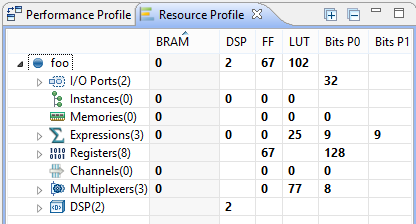 Performance Profile Resource Profile
BRAM DSP FF LUT Bits P0 Bits P1
foo 0 2 67 102
I/O Ports(2) 32
Instances(0) 0 0 0 0
Memories(0) 0 0 0 0
Expressions(3) 0 0 0 25 9 9
Registers(8) 67 128
Channels(0) 0 0 0 0
Multiplexers(3) 0 0 77 8
DSP(2) 2